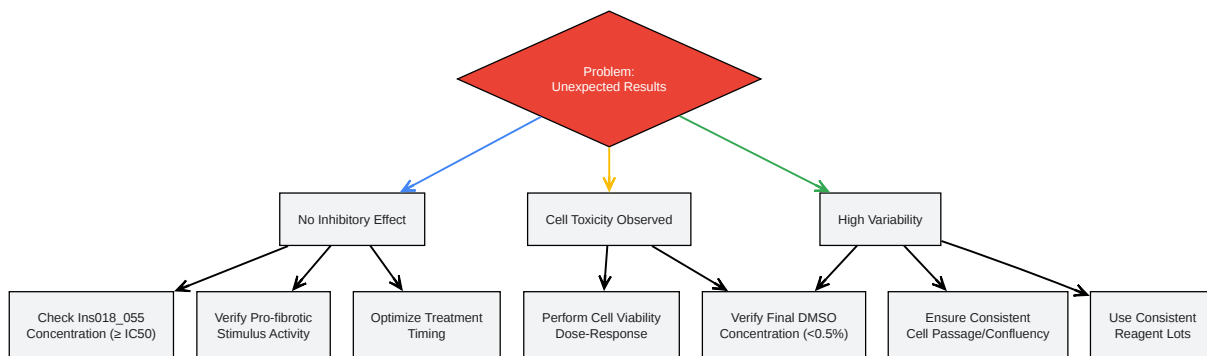 Problem:
Unexpected Results
No Inhibitory Effect
Cell Toxicity Observed
High Variability
Check Ins018_055
Concentration (≥ IC50)
Verify Pro-fibrotic
Stimulus Activity
Optimize Treatment
Timing
Perform Cell Viability
Dose-Response
Verify Final DMSO
Concentration (<0.5%)
Ensure Consistent
Cell Passage/Confluency
Use Consistent
Reagent Lots